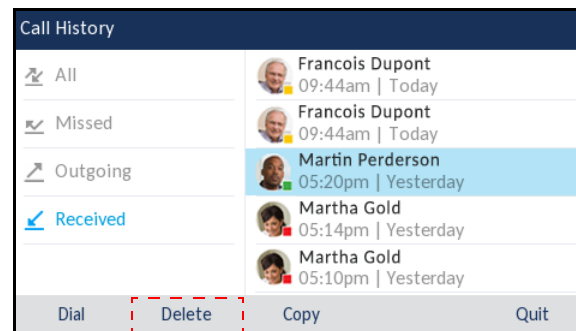 Call History
All
Missed
Outgoing
Received
Francois Dupont
09:44am | Today
Francois Dupont
09:44am | Today
Martin Perderson
05:20pm | Yesterday
Martha Gold
05:14pm | Yesterday
Martha Gold
05:10pm | Yesterday
Dial Delete Copy Quit